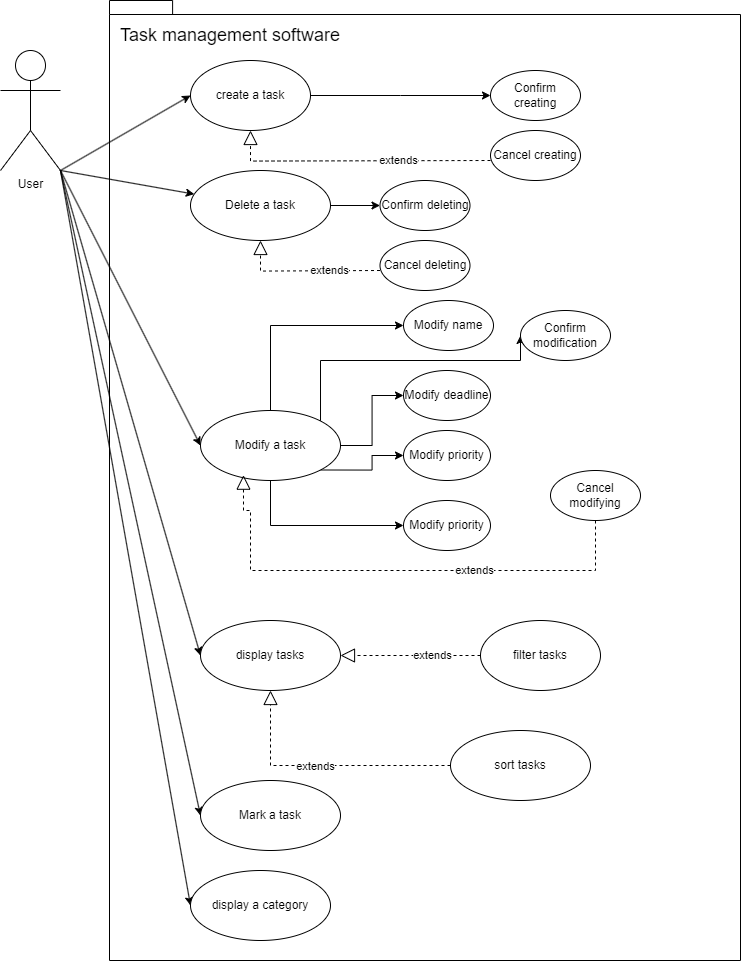 Task management software
User
create a task
Confirm
creating
extends
Cancel creating
Delete a task
Confirm deleting
extends
Cancel deleting
Modify name
Confirm
modification
Modify deadline
Modify a task
Modify priority
Cancel
modifying
Modify priority
extends
display tasks
extends
filter tasks
extends
sort tasks
Mark a task
display a category